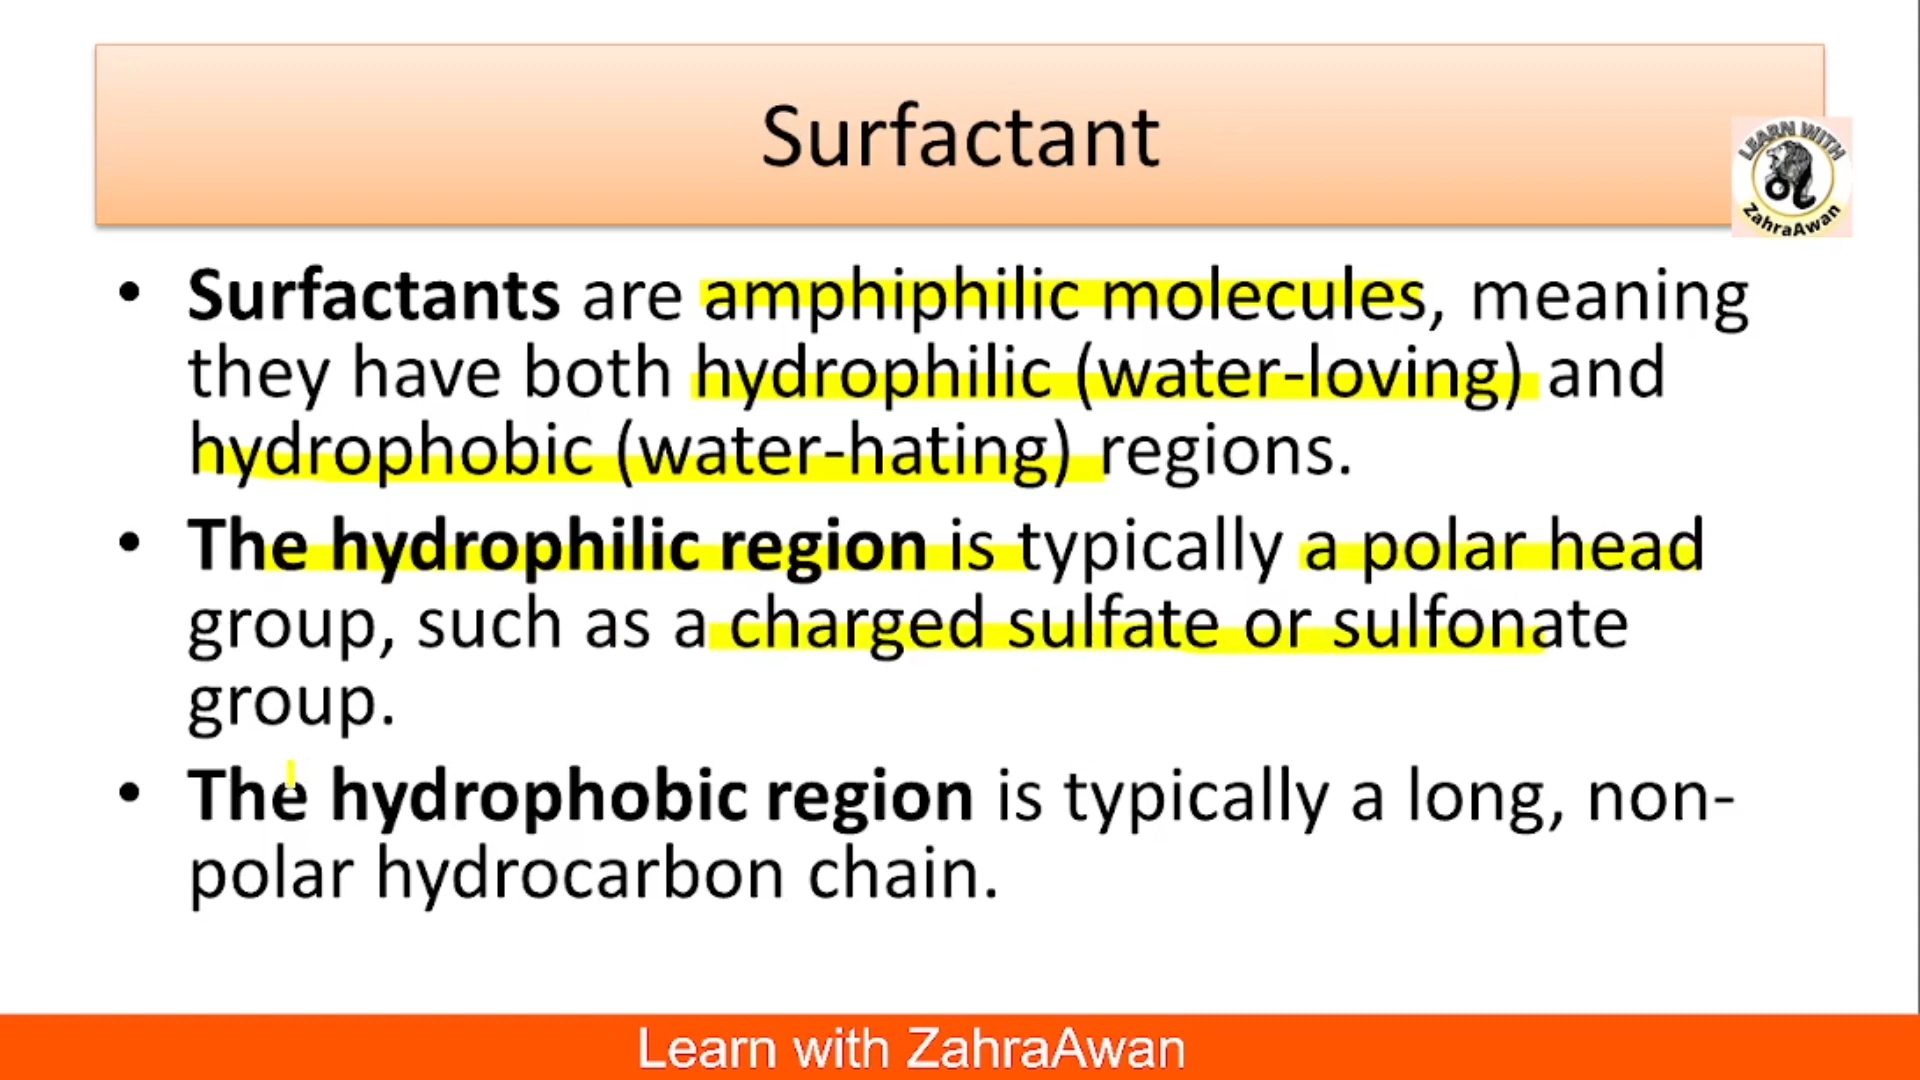 Surfactant
LEARN WITH
ZahraAwan
• Surfactants are amphiphilic molecules, meaning
they have both hydrophilic (water-loving) and
hydrophobic (water-hating) regions.
• The hydrophilic region is typically a polar head
group, such as a charged sulfate or sulfonate
group.
• The hydrophobic region is typically a long, non-
polar hydrocarbon chain.
Learn with ZahraAwan